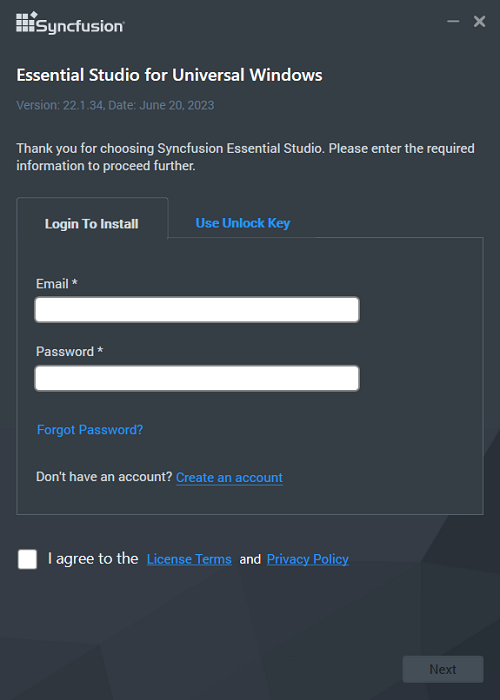 Syncfusion®
Essential Studio for Universal Windows
Version: 22.1.34, Date: June 20, 2023
Thank you for choosing Syncfusion Essential Studio. Please enter the required
information to proceed further.
Login To Install
Use Unlock Key
Email *
Password *
Forgot Password?
Don't have an account? Create an account
I agree to the License Terms and Privacy Policy
Next